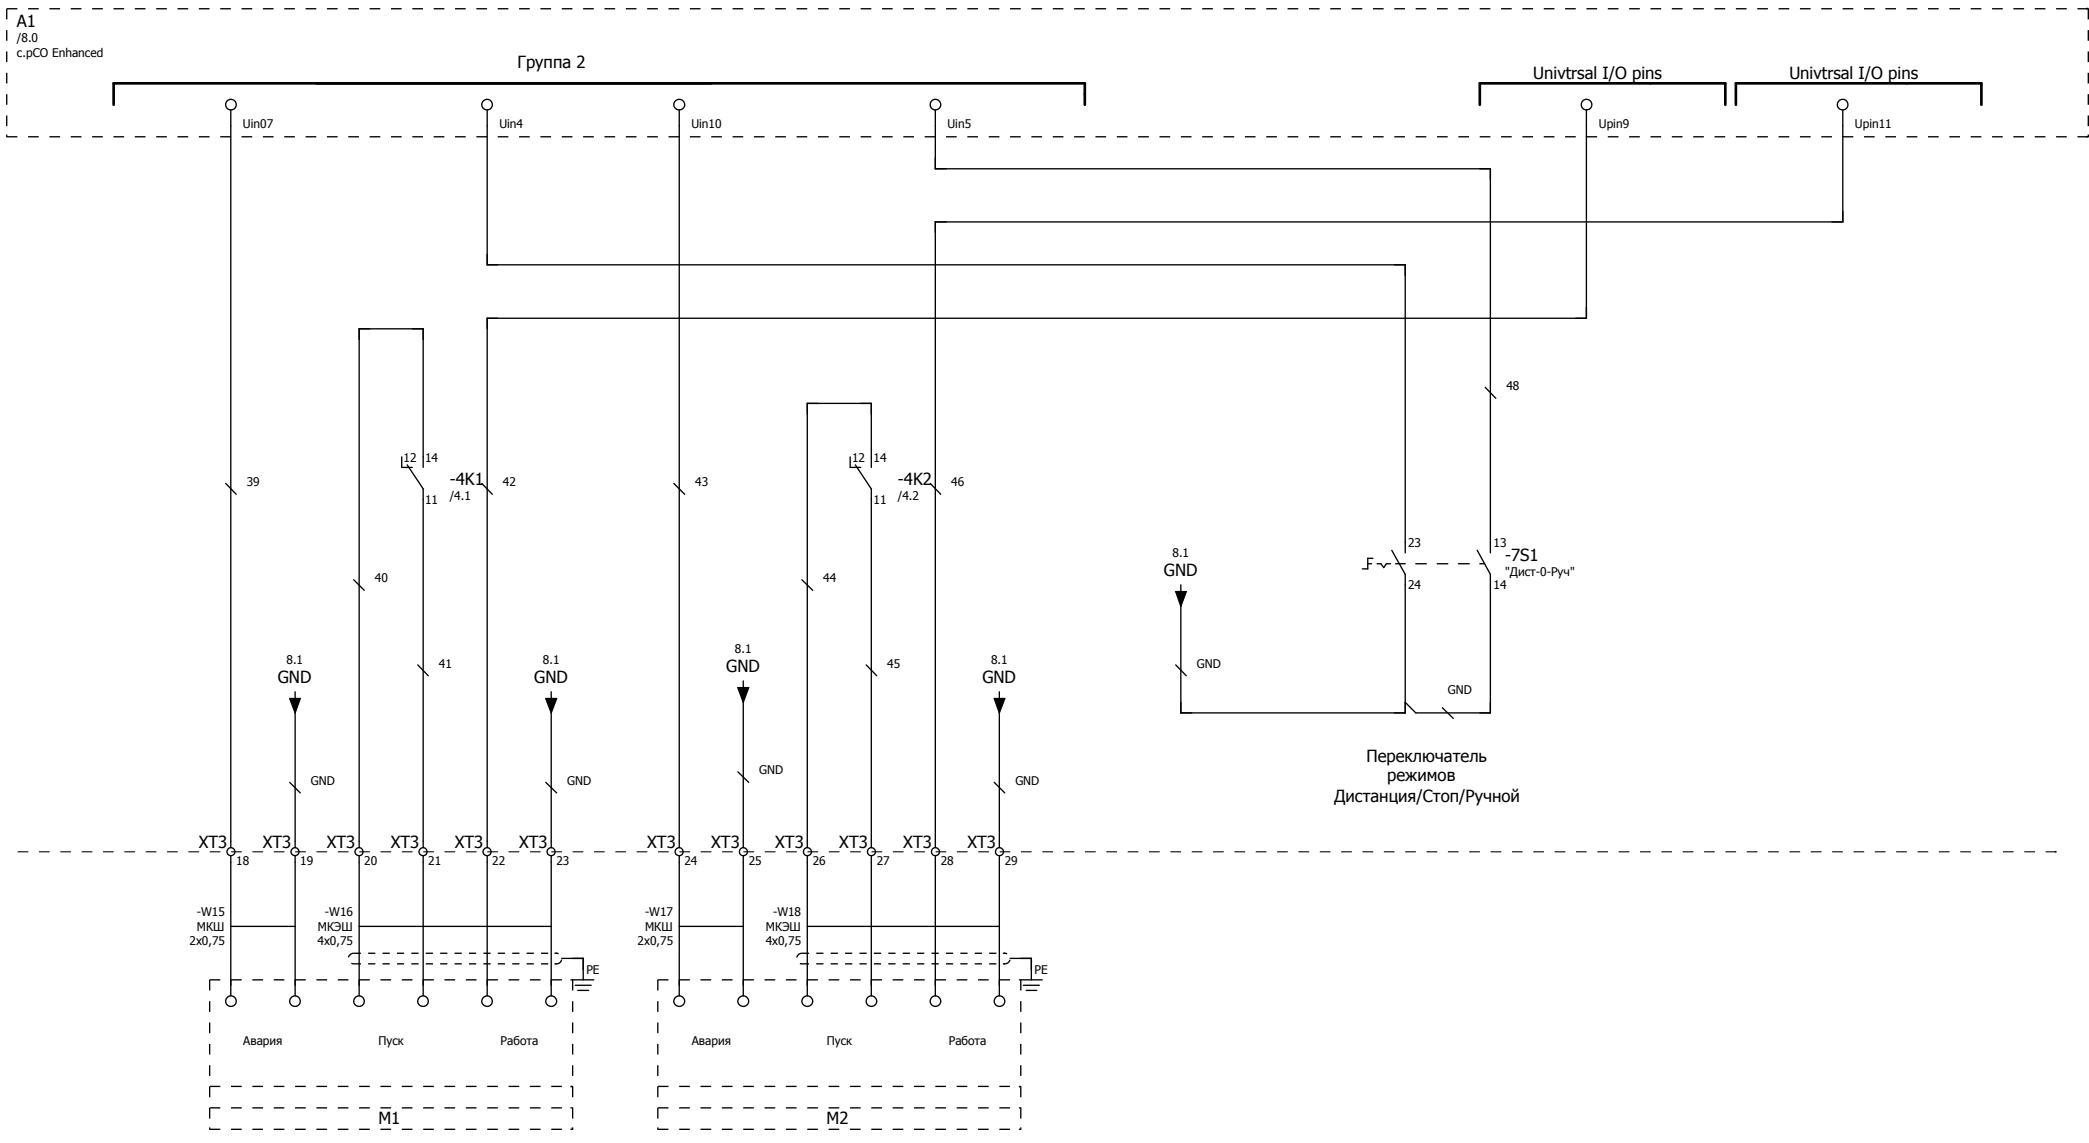 A1
/8.0
c.pCO Enhanced
Группа 2
Univtrsal I/O pins
Univtrsal I/O pins
Uin07
Uin4
Uin10
Uin5
Upin9
Upin11
48
12 14
-4K1
/4.1
11
39
42
12 14
-4K2
/4.2
11
43
46
23
13
-7S1
"Дист-0-Руч"
24
14
8.1
GND
40
44
8.1
GND
41
8.1
GND
8.1
GND
45
8.1
GND
GND
GND
GND
GND
GND
GND
Переключатель
режимов
Дистанция/Стоп/Ручной
XT3 XT3 XT3 XT3 XT3 XT3 XT3 XT3 XT3 XT3 XT3 XT3
18 19 20 21 22 23 24 25 26 27 28 29
-W15
МКШ
2x0,75
-W16
МКЭШ
4x0,75
-W17
МКШ
2x0,75
-W18
МКЭШ
4x0,75
PE
PE
Авария Пуск Работа
Авария Пуск Работа
M1
M2